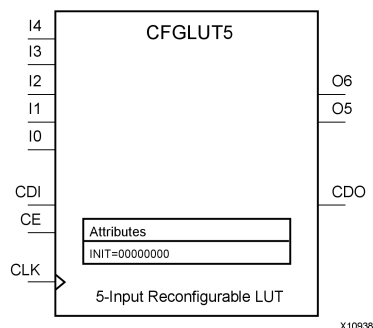 I4
CFGLUT5
I3
I2
O6
I1
O5
I0
CDI
CDO
CE
Attributes
INIT=00000000
CLK
5-Input Reconfigurable LUT
X10938